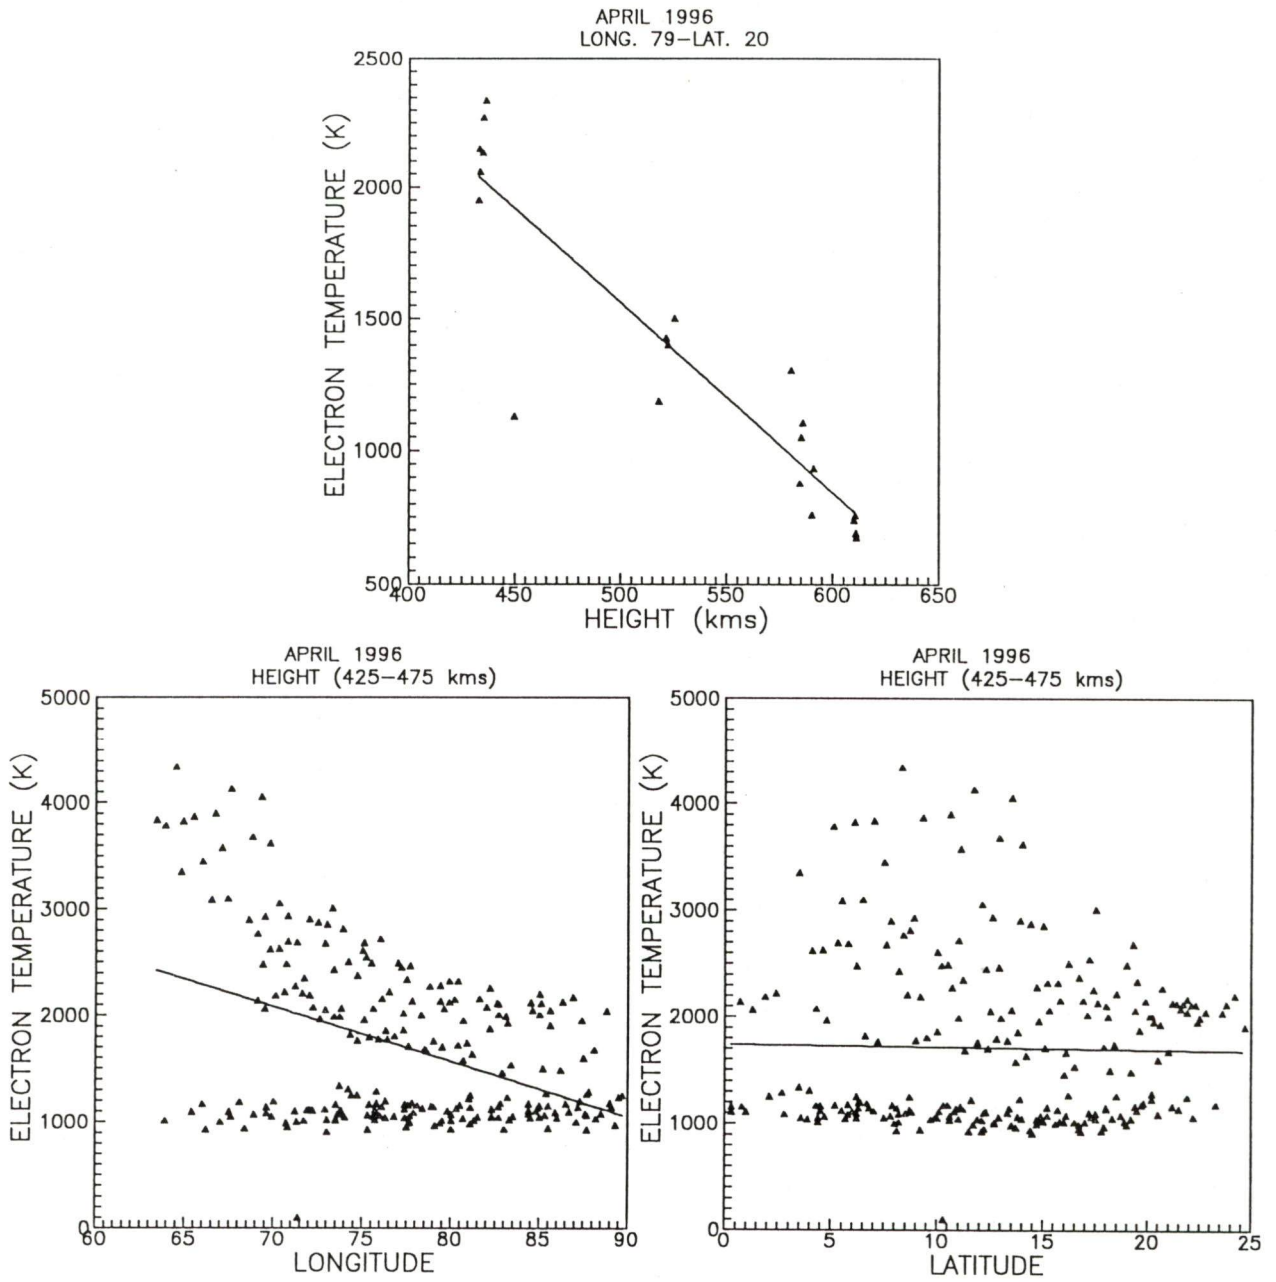 APRIL 1996
LONG. 79-LAT. 20
2500
2000
1500
1000
500
ELECTRON TEMPERATURE (K)
400 450 500 550 600 650
HEIGHT (kms)
APRIL 1996
HEIGHT (425-475 kms)
5000
4000
3000
2000
1000
0
ELECTRON TEMPERATURE (K)
60 65 70 75 80 85 90
LONGITUDE
APRIL 1996
HEIGHT (425-475 kms)
5000
4000
3000
2000
1000
0
ELECTRON TEMPERATURE (K)
0 5 10 15 20 25
LATITUDE